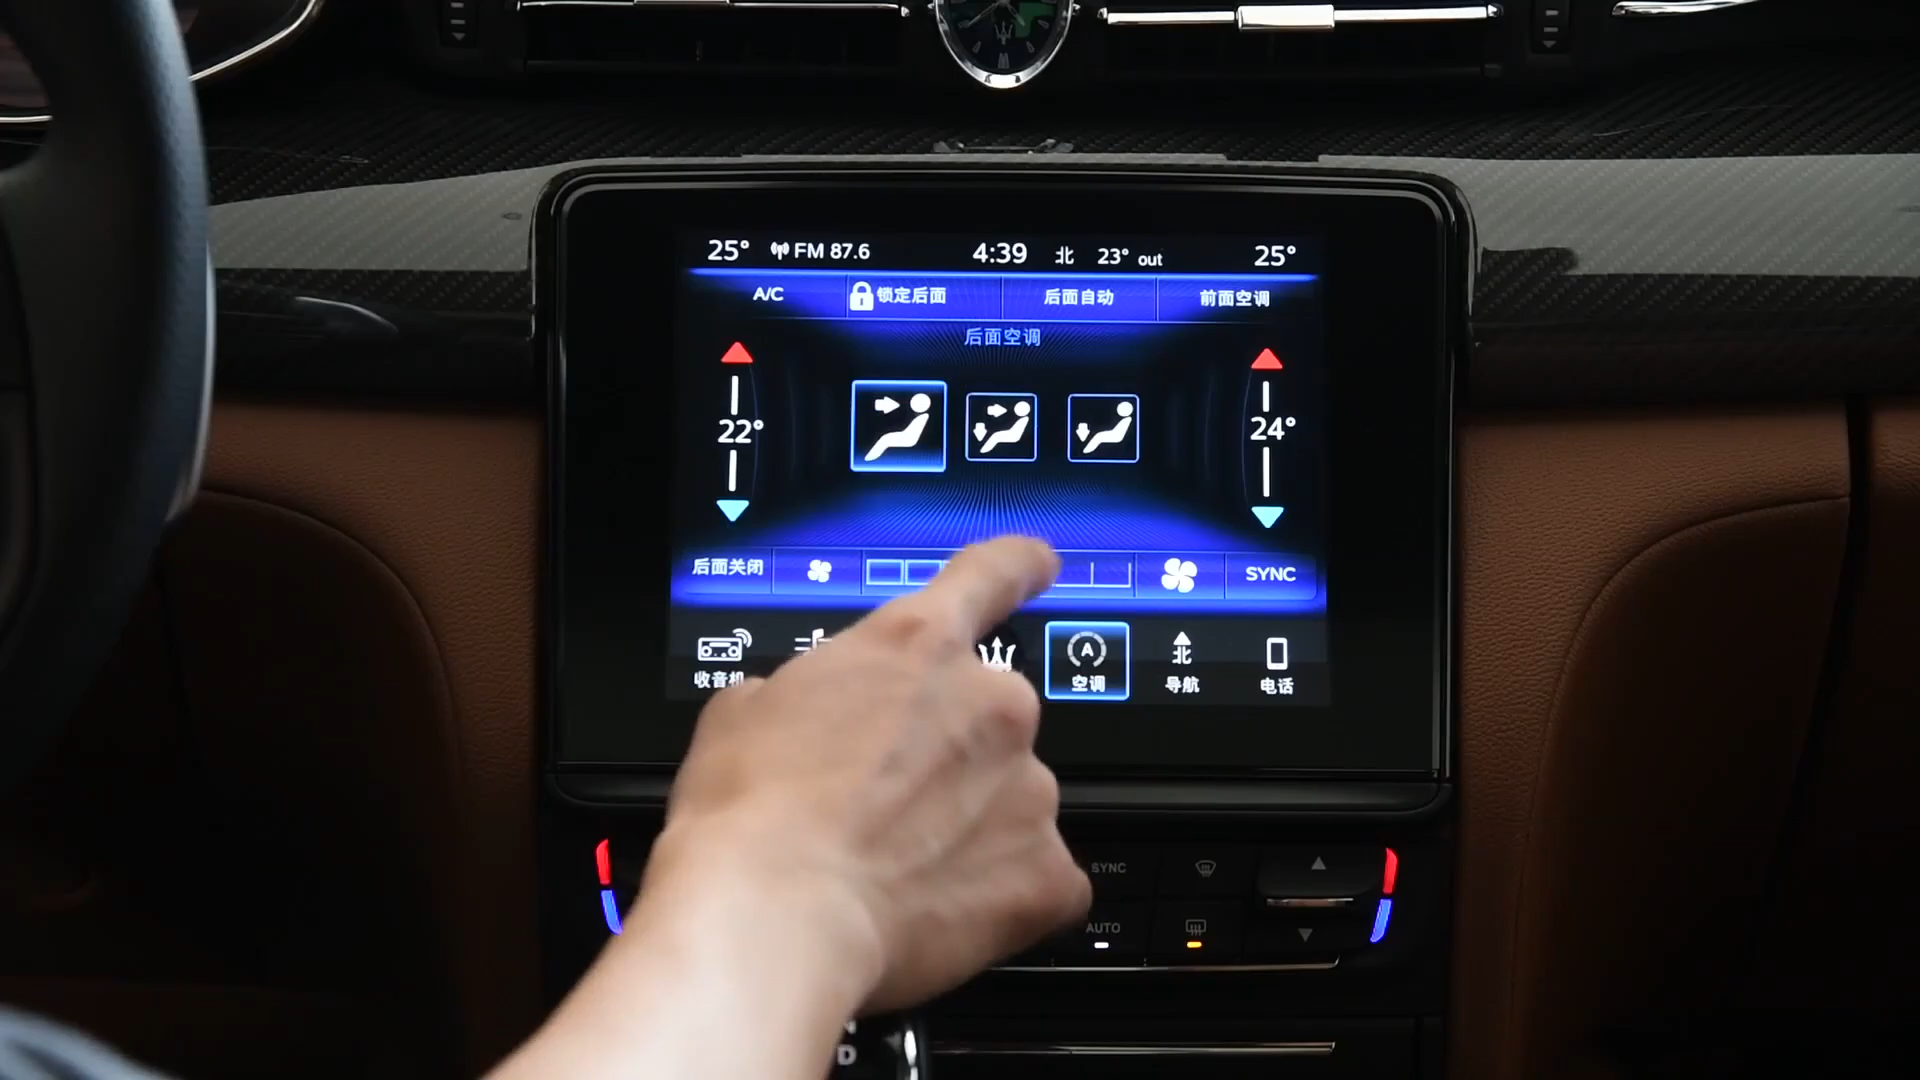 25° FM 87.6 4:39 北 23° out 25°
A/C 锁定后面 后面自动 前面空调
后面空调
22° 24°
后面关闭 SYNC
A
北
收音机 空调 导航 电话
SYNC
AUTO
D